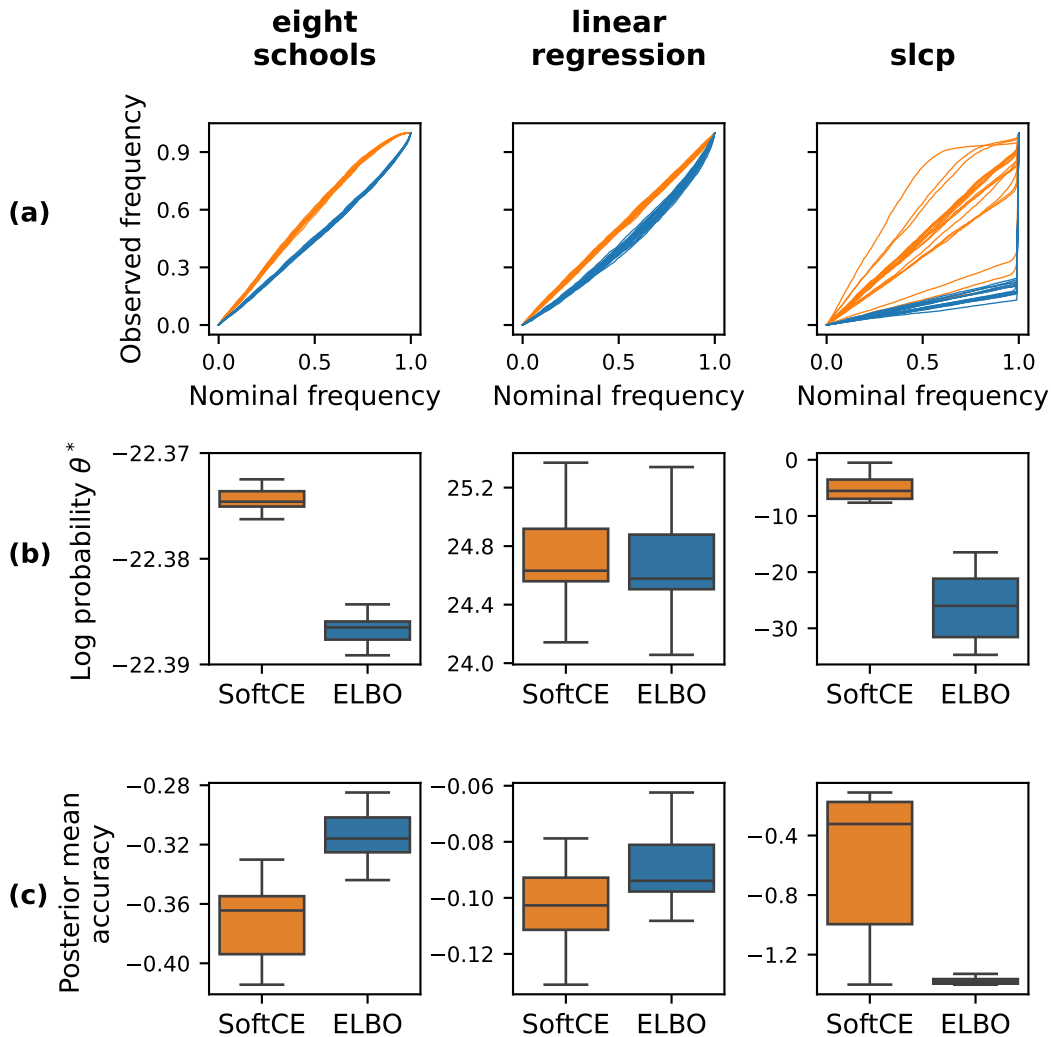 eight
schools
linear
regression
slcp
(a)
Observed frequency
0.9
0.6
0.3
0.0
0.0 0.5 1.0
Nominal frequency
0.0 0.5 1.0
Nominal frequency
0.0 0.5 1.0
Nominal frequency
(b)
Log probability θ*
−22.37
−22.38
−22.39
SoftCE ELBO
25.2
24.8
24.4
24.0
SoftCE ELBO
0
−10
−20
−30
SoftCE ELBO
(c)
Posterior mean
accuracy
−0.28
−0.32
−0.36
−0.40
SoftCE ELBO
−0.06
−0.08
−0.10
−0.12
SoftCE ELBO
−0.4
−0.8
−1.2
SoftCE ELBO